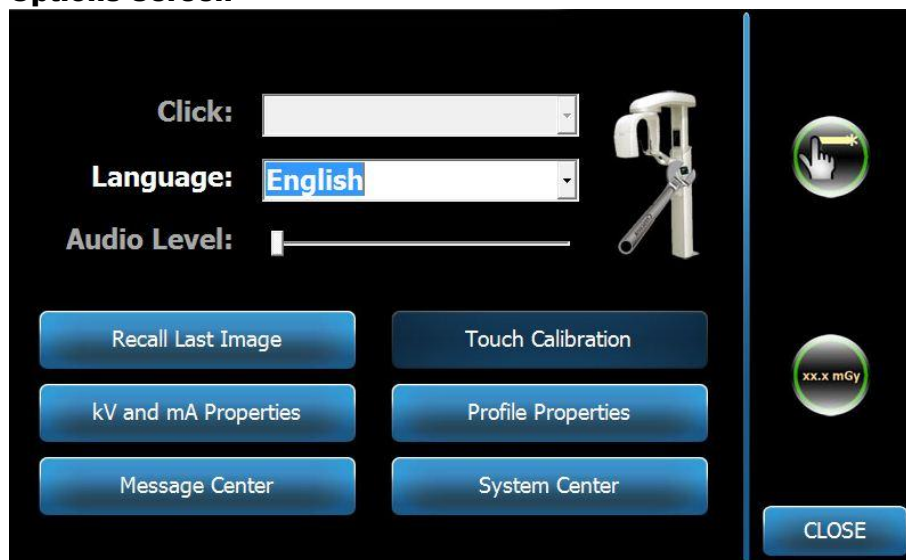 Options Screen
Click:
Language: English
Audio Level:
Recall Last Image
Touch Calibration
kV and mA Properties
Profile Properties
Message Center
System Center
xx.x mGy
CLOSE